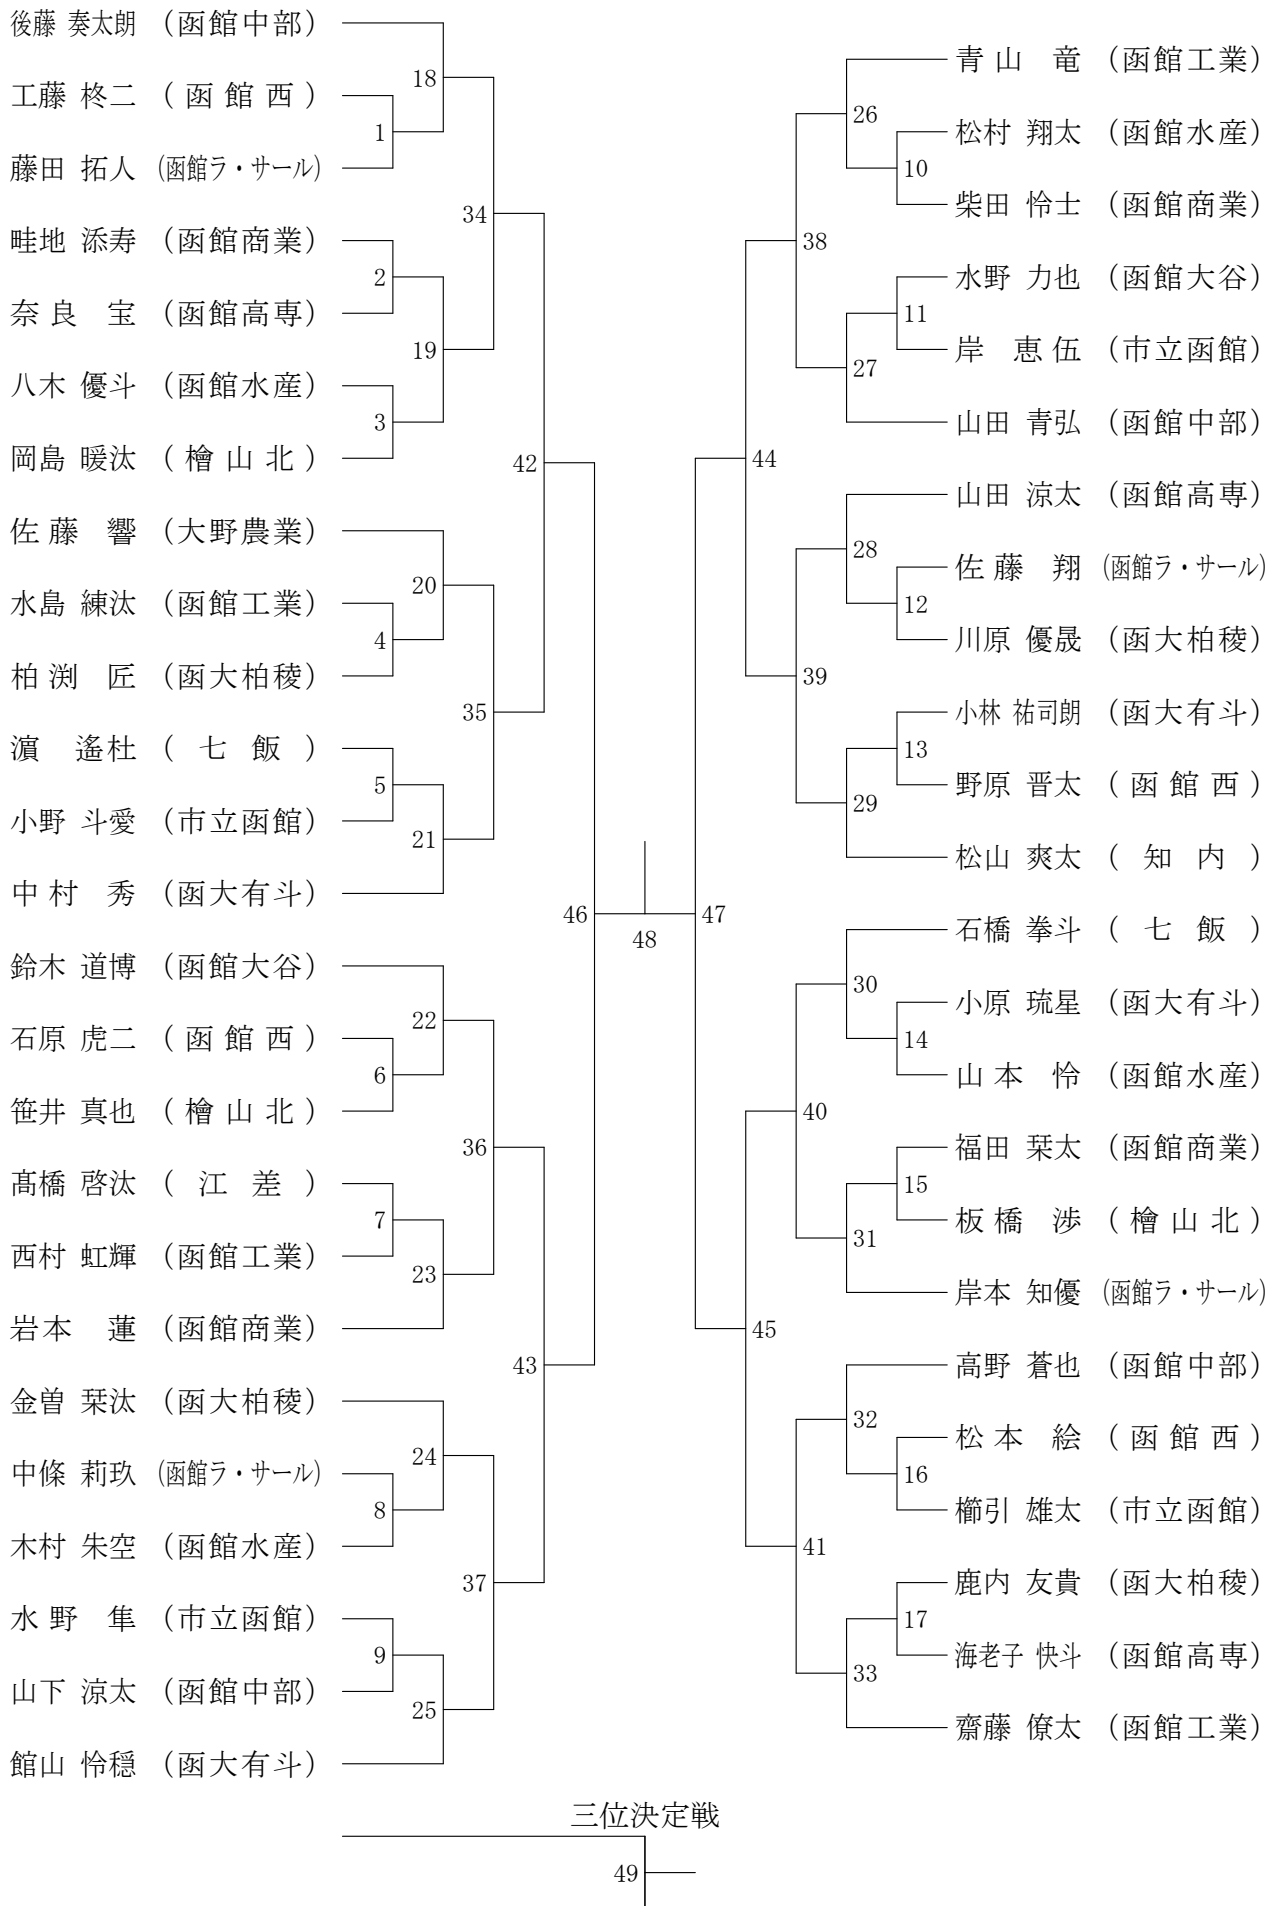 後藤 奏太朗 (函館中部)
工藤 柊二 (函館西)
藤田 拓人 (函館ラ・サール)
畦地 添寿 (函館商業)
奈良 宝 (函館高専)
八木 優斗 (函館水産)
岡島 暖汰 (檜山北)
佐藤 響 (大野農業)
水島 練汰 (函館工業)
柏渕 匠 (函大柏稜)
濵 遙杜 (七飯)
小野 斗愛 (市立函館)
中村 秀 (函大有斗)
鈴木 道博 (函館大谷)
石原 虎二 (函館西)
笹井 真也 (檜山北)
髙橋 啓汰 (江差)
西村 虹輝 (函館工業)
岩本 蓮 (函館商業)
金曽 栞汰 (函大柏稜)
中條 莉玖 (函館ラ・サール)
木村 朱空 (函館水産)
水野 隼 (市立函館)
山下 涼太 (函館中部)
館山 怜穏 (函大有斗)
1
2
3
4
5
6
7
8
9
18
19
20
21
22
23
24
25
34
35
36
37
42
43
46
48
47
44
45
38
39
40
41
26
27
28
29
30
31
32
33
10
11
12
13
14
15
16
17
青山 竜 (函館工業)
松村 翔太 (函館水産)
柴田 怜士 (函館商業)
水野 力也 (函館大谷)
岸 恵伍 (市立函館)
山田 青弘 (函館中部)
山田 涼太 (函館高専)
佐藤 翔 (函館ラ・サール)
川原 優晟 (函大柏稜)
小林 祐司朗 (函大有斗)
野原 晋太 (函館西)
松山 爽太 (知内)
石橋 拳斗 (七飯)
小原 琉星 (函大有斗)
山本 怜 (函館水産)
福田 栞太 (函館商業)
板橋 渉 (檜山北)
岸本 知優 (函館ラ・サール)
高野 蒼也 (函館中部)
松本 絵 (函館西)
櫛引 雄太 (市立函館)
鹿内 友貴 (函大柏稜)
海老子 快斗 (函館高専)
齋藤 僚太 (函館工業)
三位決定戦
49